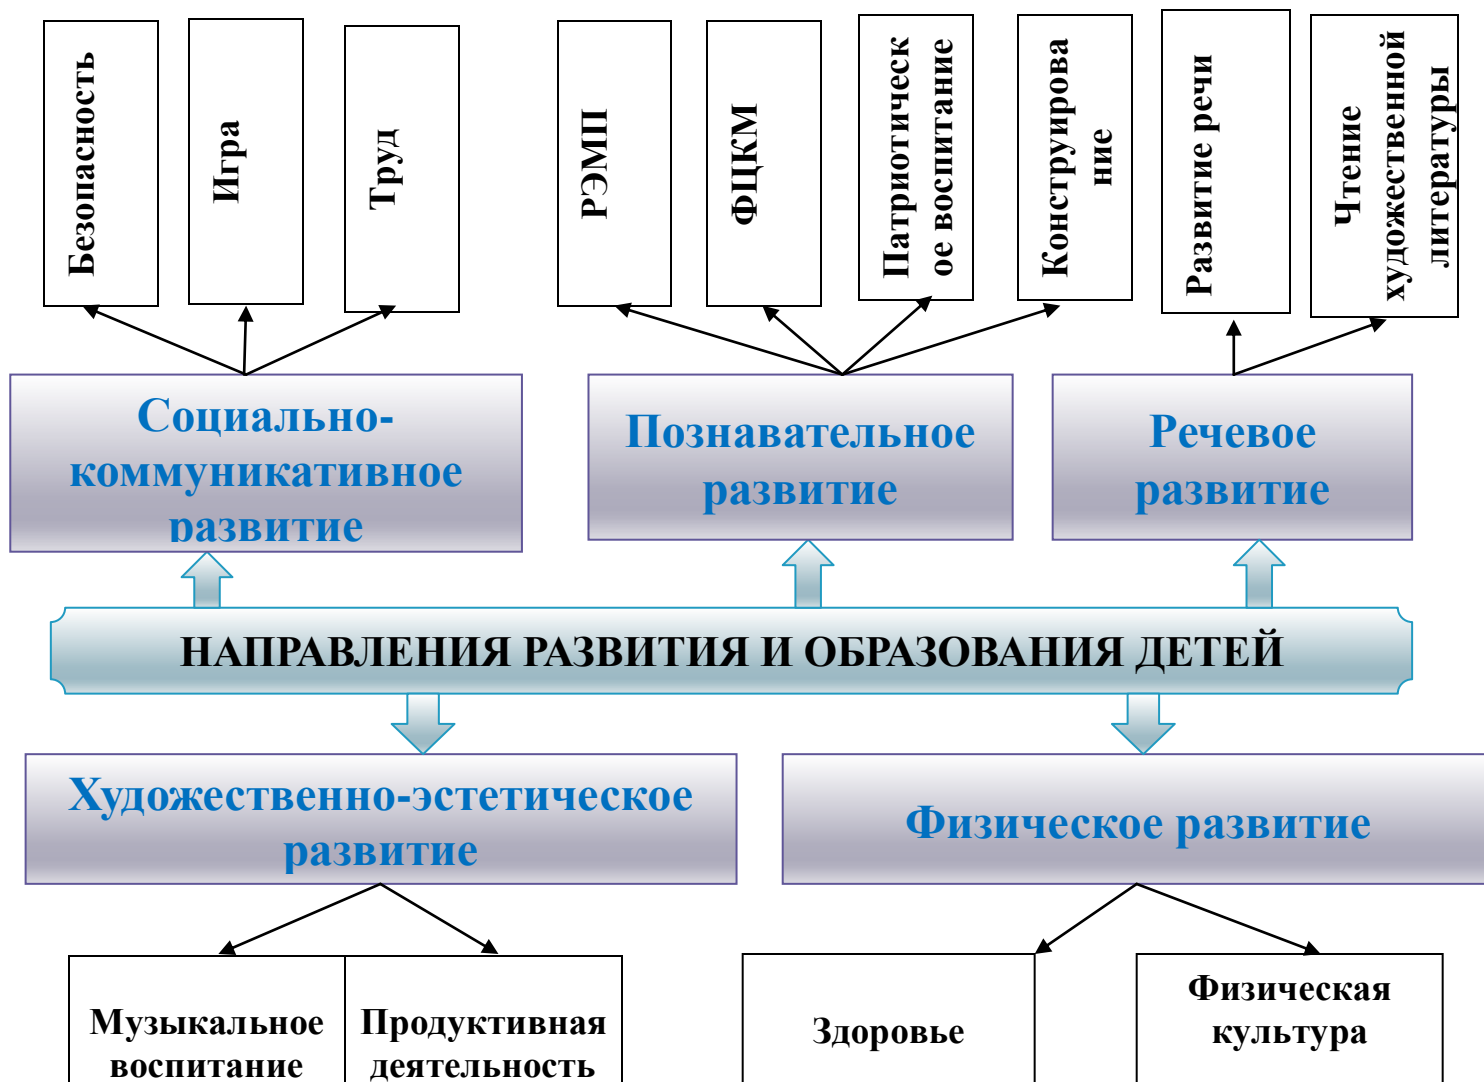 Безопасность
Игра
Труд
РЭМП
ФЦКМ
Патриотическ
ое воспитание
Конструирова
ние
Развитие речи
Чтение
художественной
литературы
Социально-
коммуникативное
развитие
Познавательное
развитие
Речевое
развитие
НАПРАВЛЕНИЯ РАЗВИТИЯ И ОБРАЗОВАНИЯ ДЕТЕЙ
Художественно-эстетическое
развитие
Физическое развитие
Музыкальное
воспитание
Продуктивная
деятельность
Здоровье
Физическая
культура